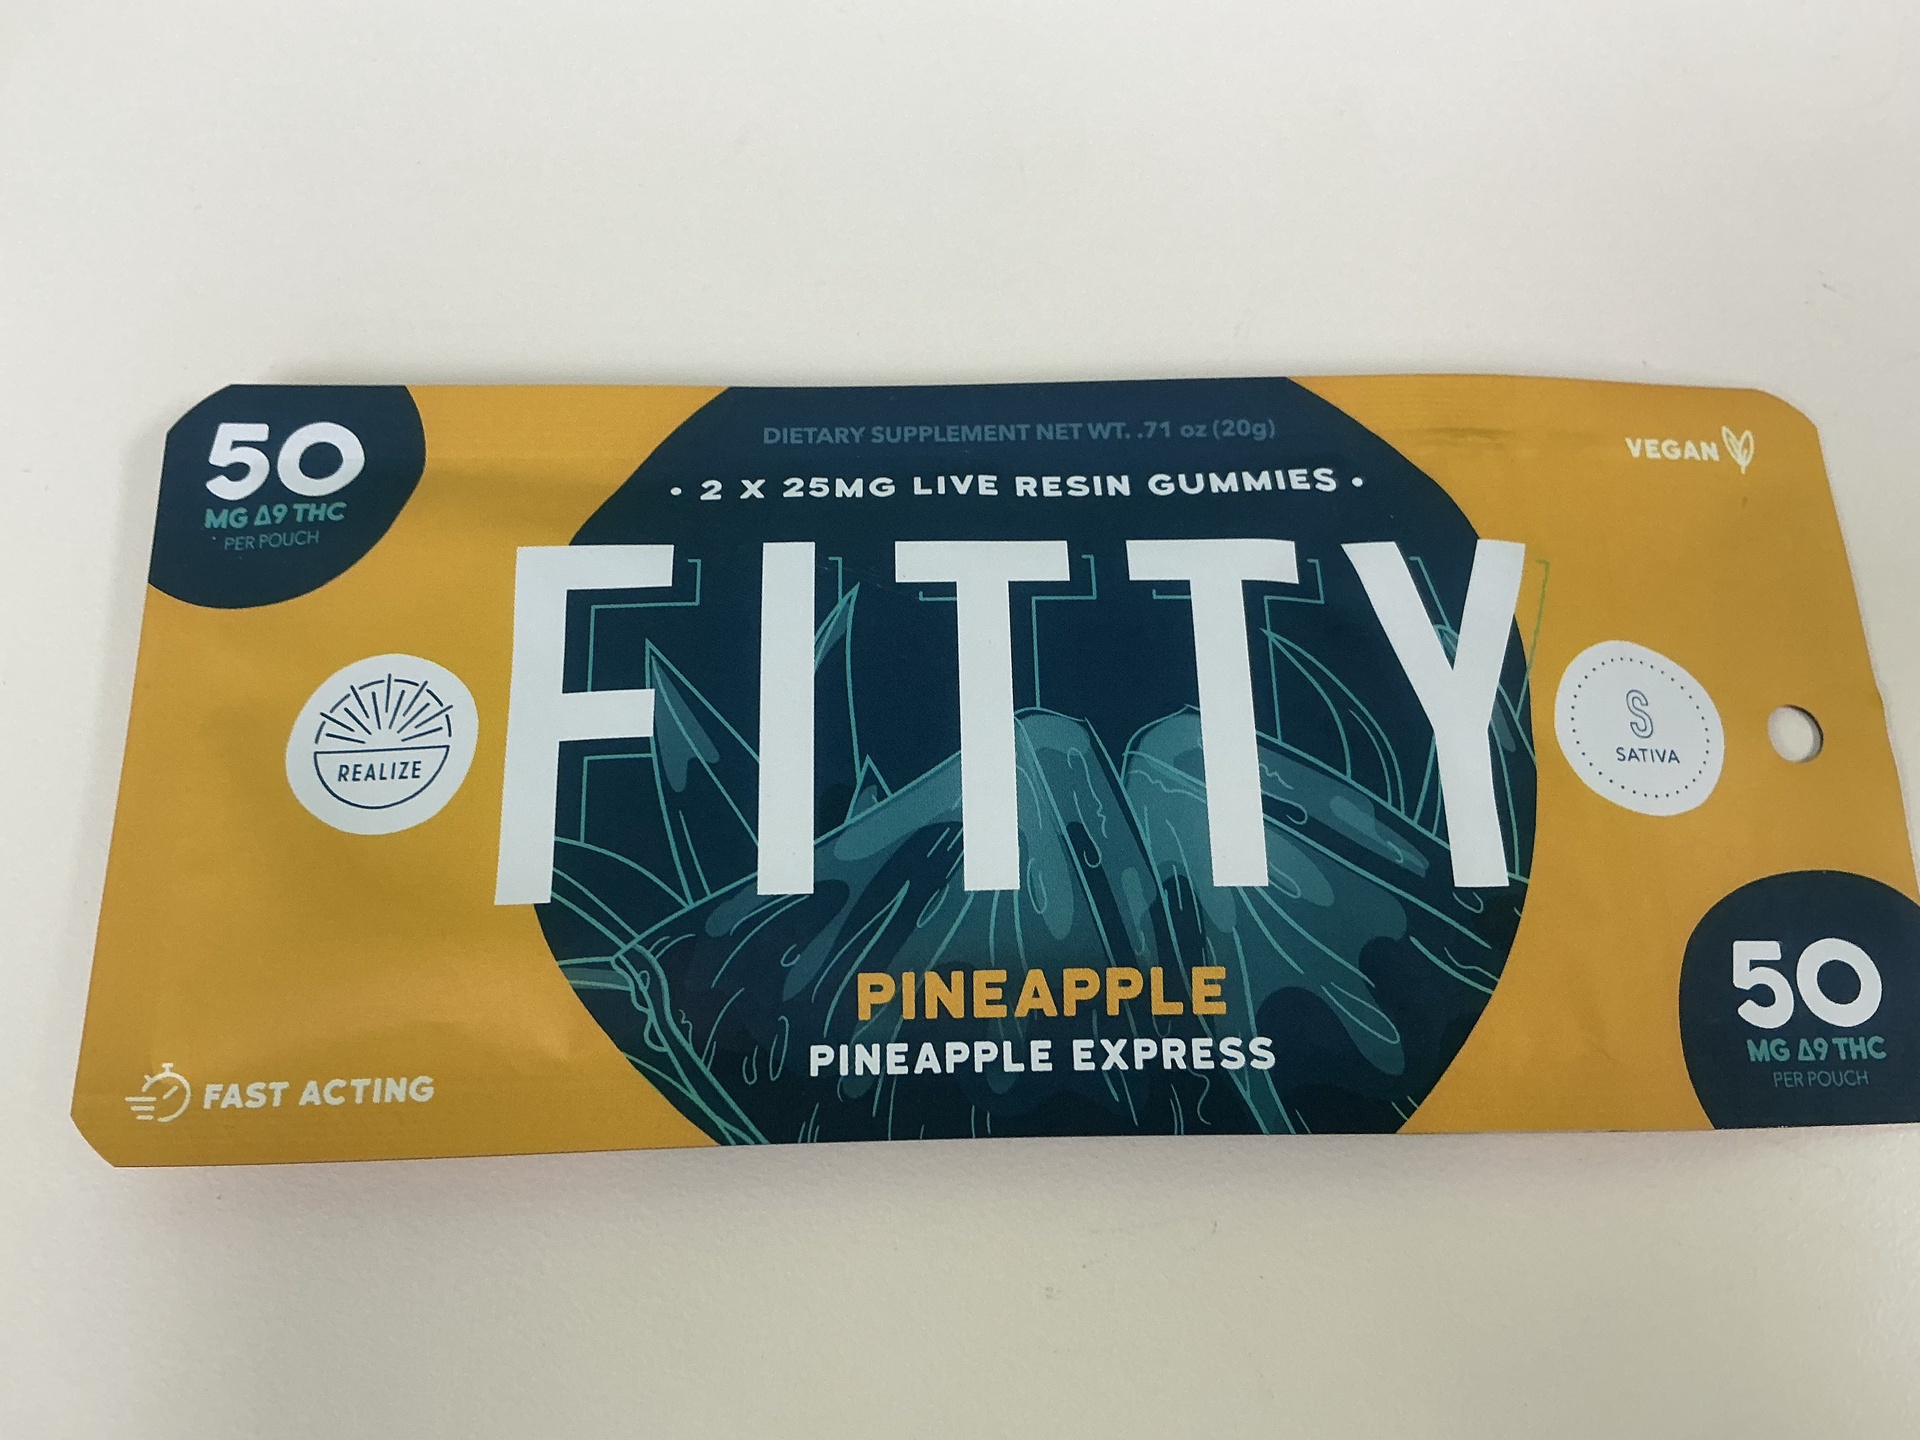 50
MG Δ9 THC
PER POUCH
DIETARY SUPPLEMENT NET WT. .71 oz (20g)
• 2 X 25MG LIVE RESIN GUMMIES •
VEGAN
FITTY
REALIZE
S
SATIVA
PINEAPPLE
PINEAPPLE EXPRESS
FAST ACTING
50
MG Δ9 THC
PER POUCH